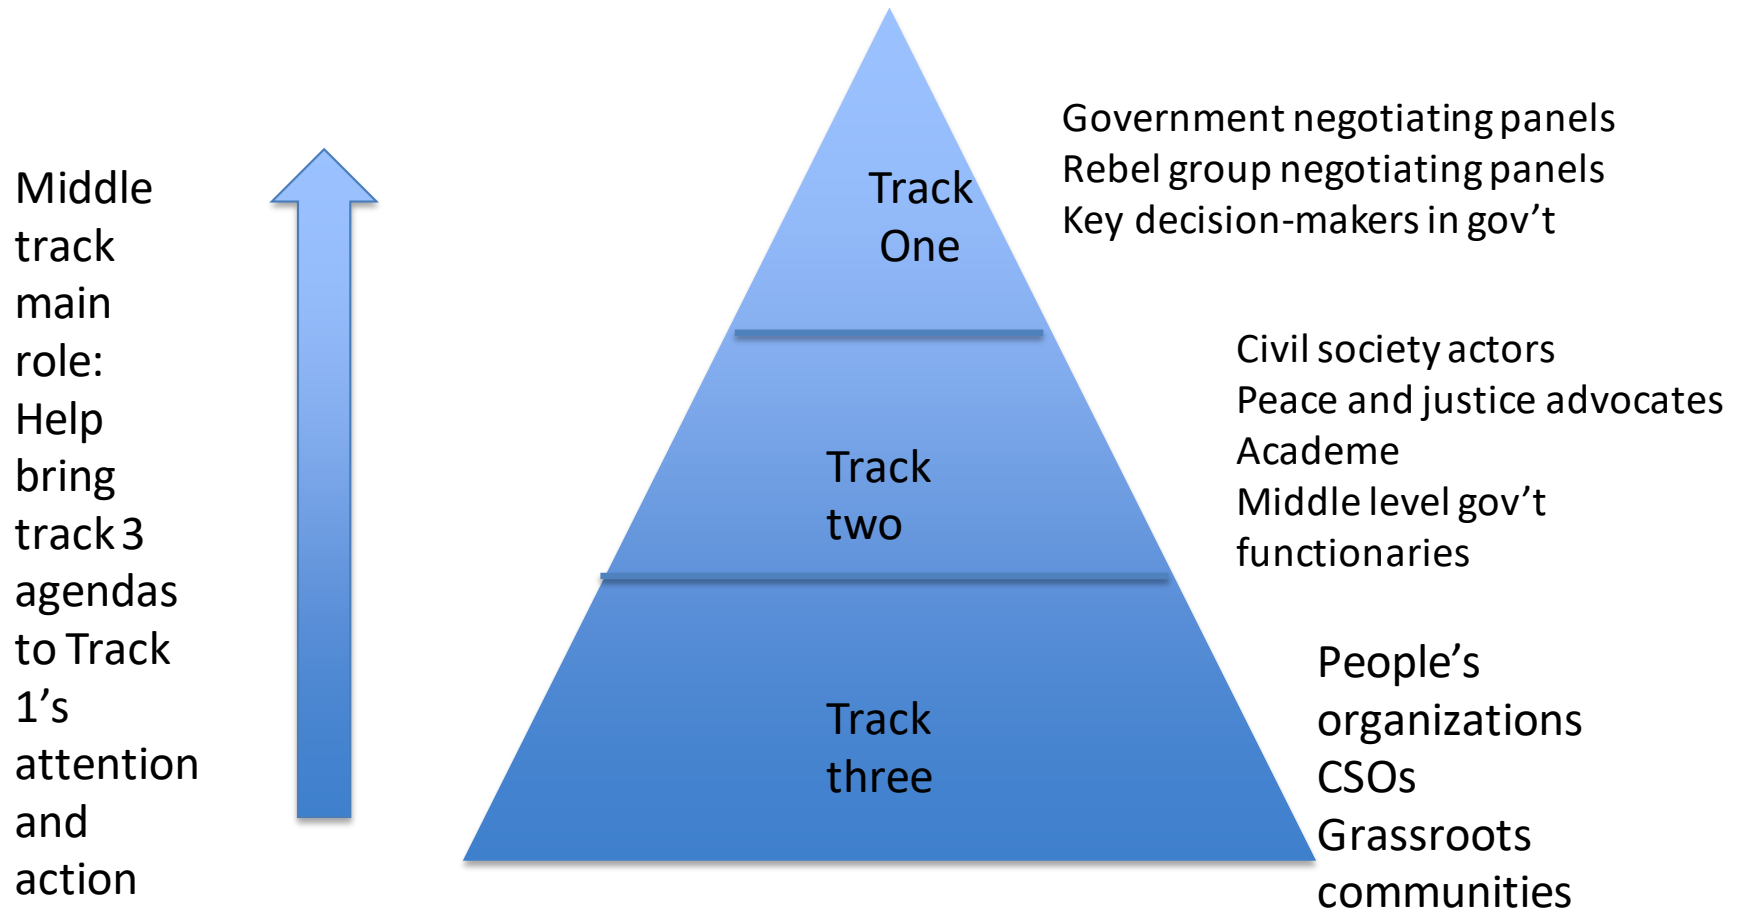 Middle
track
main
role:
Help
bring
track 3
agendas
to Track
1’s
attention
and
action
Track
One
Track
two
Track
three
Government negotiating panels
Rebel group negotiating panels
Key decision-makers in gov’t
Civil society actors
Peace and justice advocates
Academe
Middle level gov’t
functionaries
People’s
organizations
CSOs
Grassroots
communities